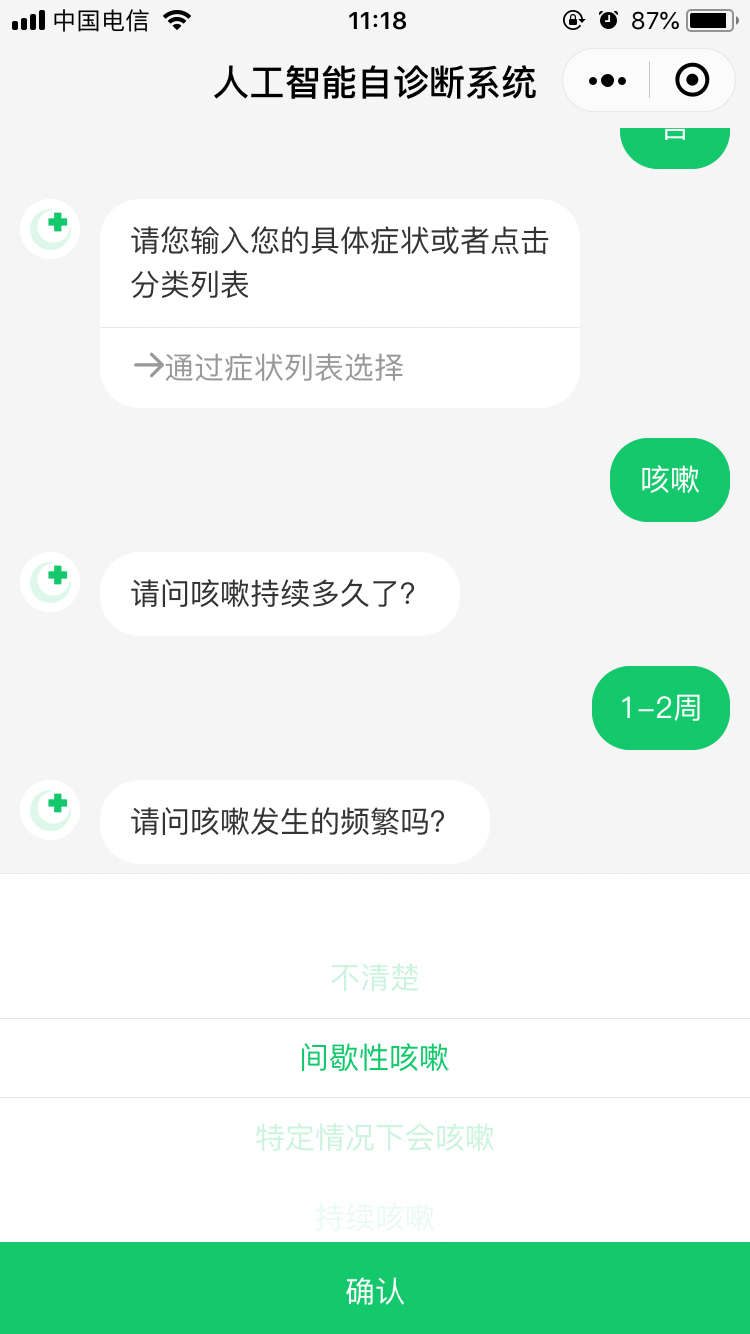 中国电信
11:18
87%
人工智能自诊断系统
请您输入您的具体症状或者点击
分类列表
→通过症状列表选择
咳嗽
请问咳嗽持续多久了?
1-2周
请问咳嗽发生的频繁吗?
不清楚
间歇性咳嗽
特定情况下会咳嗽
持续咳嗽
确认